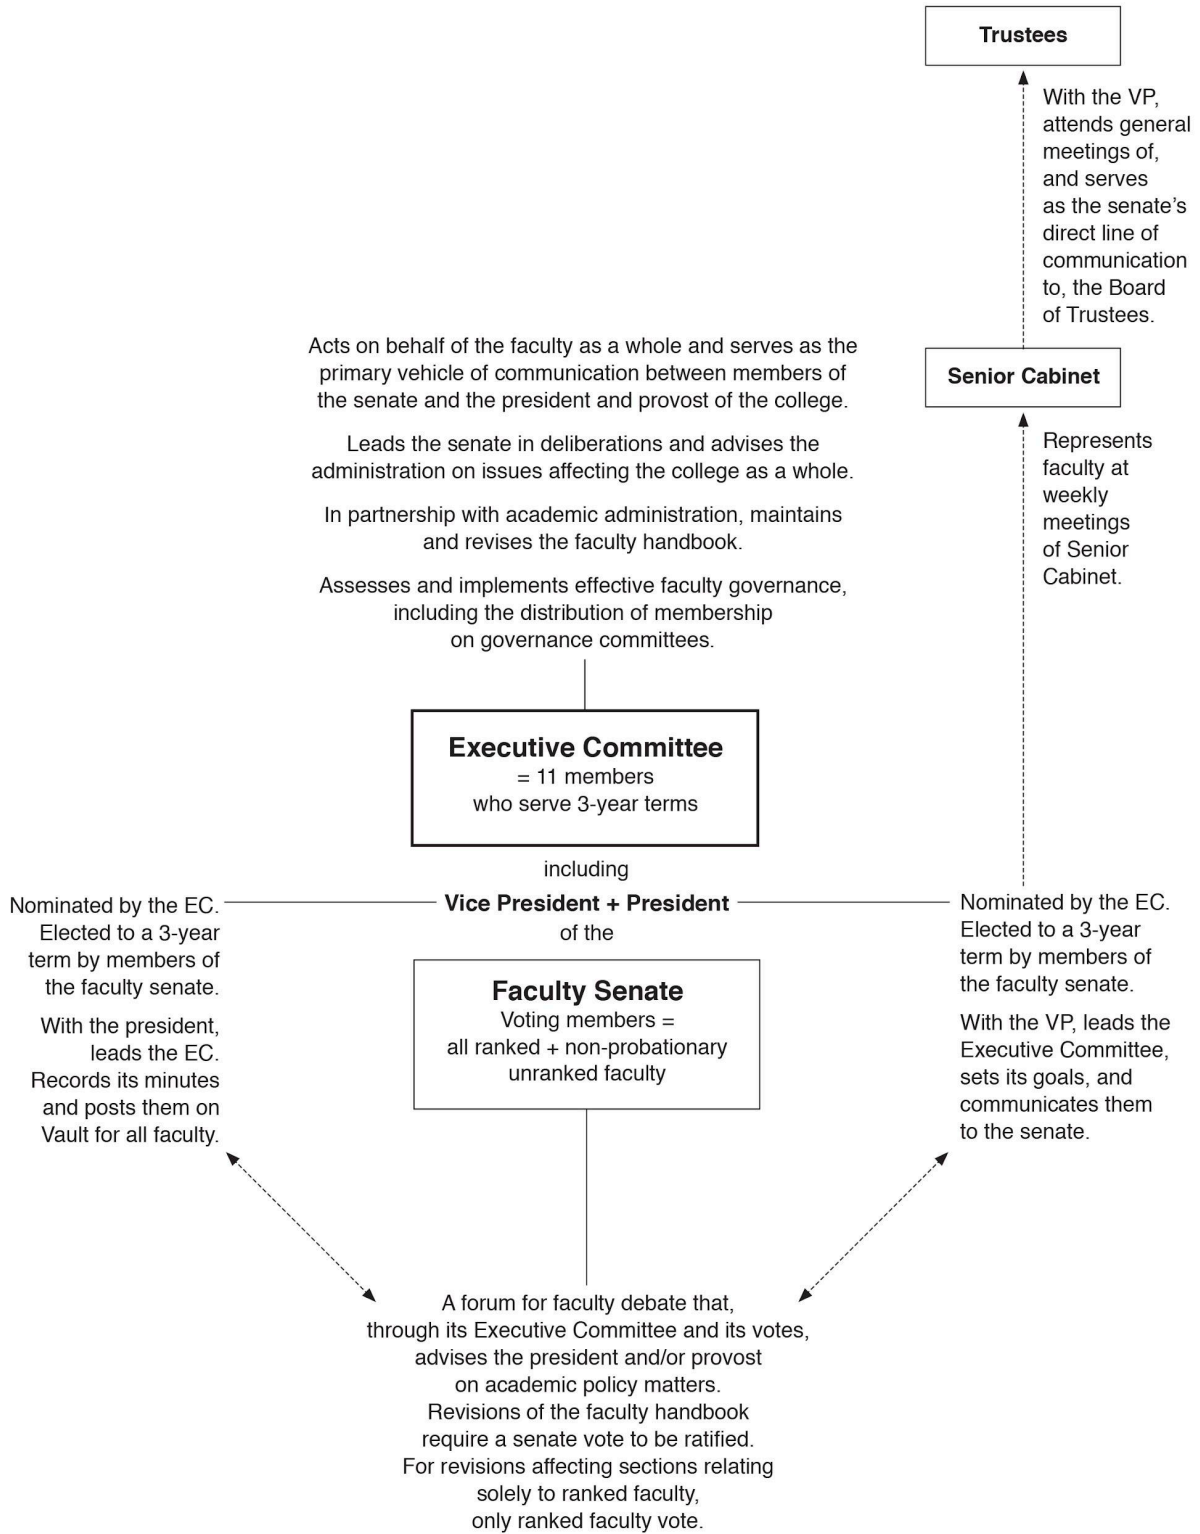 Trustees
With the VP,
attends general
meetings of,
and serves
as the senate’s
direct line of
communication
to, the Board
of Trustees.
Senior Cabinet
Represents
faculty at
weekly
meetings
of Senior
Cabinet.
Acts on behalf of the faculty as a whole and serves as the
primary vehicle of communication between members of
the senate and the president and provost of the college.
Leads the senate in deliberations and advises the
administration on issues affecting the college as a whole.
In partnership with academic administration, maintains
and revises the faculty handbook.
Assesses and implements effective faculty governance,
including the distribution of membership
on governance committees.
Executive Committee
= 11 members
who serve 3-year terms
including
Vice President + President
of the
Faculty Senate
Voting members =
all ranked + non-probationary
unranked faculty
Nominated by the EC.
Elected to a 3-year
term by members of
the faculty senate.
With the president,
leads the EC.
Records its minutes
and posts them on
Vault for all faculty.
Nominated by the EC.
Elected to a 3-year
term by members of
the faculty senate.
With the VP, leads the
Executive Committee,
sets its goals, and
communicates them
to the senate.
A forum for faculty debate that,
through its Executive Committee and its votes,
advises the president and/or provost
on academic policy matters.
Revisions of the faculty handbook
require a senate vote to be ratified.
For revisions affecting sections relating
solely to ranked faculty,
only ranked faculty vote.